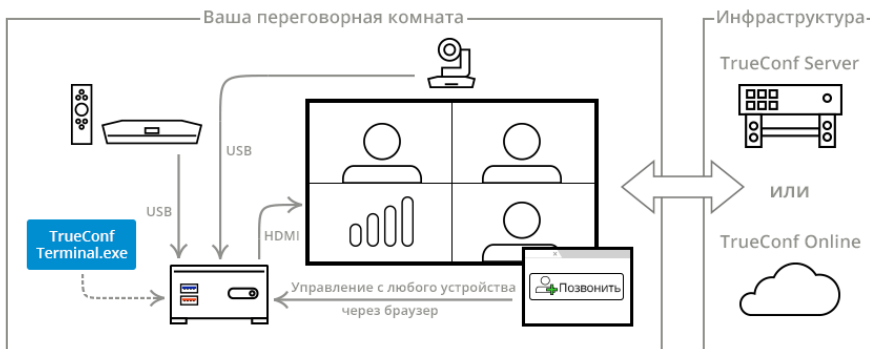 Ваша переговорная комната
Инфраструктура
TrueConf Server
USB
USB
HDMI
TrueConf
Terminal.exe
или
TrueConf Online
Управление с любого устройства
через браузер
x
Позвонить